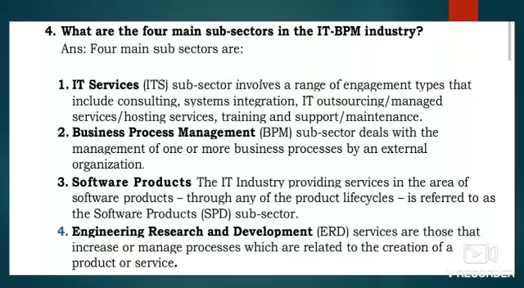 4. What are the four main sub-sectors in the IT-BPM industry?
Ans: Four main sub sectors are:
1. IT Services (ITS) sub-sector involves a range of engagement types that
include consulting, systems integration, IT outsourcing/managed
services/hosting services, training and support/maintenance.
2. Business Process Management (BPM) sub-sector deals with the
management of one or more business processes by an external
organization.
3. Software Products The IT Industry providing services in the area of
software products – through any of the product lifecycles – is referred to as
the Software Products (SPD) sub-sector.
4. Engineering Research and Development (ERD) services are those that
increase or manage processes which are related to the creation of a
product or service.
RECORDER